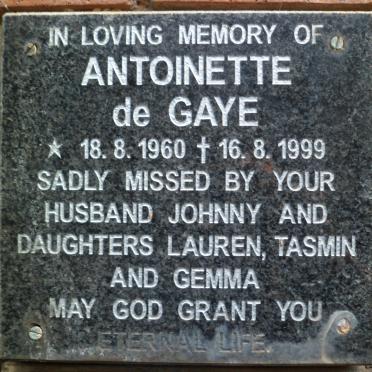 IN LOVING MEMORY OF
ANTOINETTE
de GAYE
★ 18.8.1960 † 16.8.1999
SADLY MISSED BY YOUR
HUSBAND JOHNNY AND
DAUGHTERS LAUREN, TASMIN
AND GEMMA
MAY GOD GRANT YOU
ETERNAL LIFE.